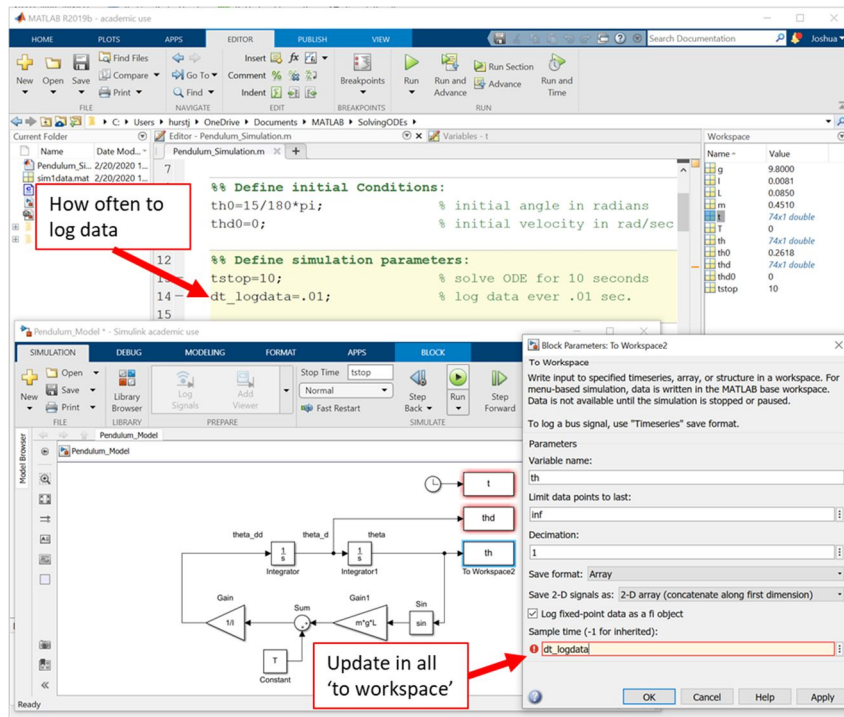 MATLAB R2019b - academic use
HOME PLOTS APPS EDITOR PUBLISH VIEW Search Documentation Joshua
New Open Save Find Files Compare Print
Go To Find
Insert fx Comment Indent
Breakpoints
Run Run and Advance Run Section Advance Run and Time
FILE NAVIGATE EDIT BREAKPOINTS RUN
C: Users hurstj OneDrive Documents MATLAB SolvingODEs
Current Folder
Name Date Mod...
Pendulum_Si... 2/20/2020 1...
sim1data.mat 2/20/2020 1...
Editor - Pendulum_Simulation.m Variables - t
Pendulum_Simulation.m
7
%% Define initial Conditions:
th0=15/180*pi; % initial angle in radians
thd0=0; % initial velocity in rad/sec
12 %% Define simulation parameters:
13 tstop=10; % solve ODE for 10 seconds
14 dt_logdata=.01; % log data ever .01 sec.
15
How often to
log data
Workspace
Name Value
g 9.8000
I 0.0081
L 0.0850
m 0.4510
t 74x1 double
T 0
th 74x1 double
th0 0.2618
thd 74x1 double
thd0 0
tstop 10
Pendulum_Model * - Simulink academic use
SIMULATION DEBUG MODELING FORMAT APPS BLOCK
New Open Save Print
Library Browser
Log Signals
Add Viewer
Stop Time tstop
Normal
Fast Restart
Step Back Run Step Forward
FILE LIBRARY PREPARE SIMULATE
Model Browser
Pendulum_Model
Pendulum_Model
t
thd
theta_dd theta_d theta
1/s 1/s th
Integrator Integrator1 To Workspace2
Gain Sum Gain1 Sin
1/I m*g*L sin
T
Constant
Ready
Update in all
‘to workspace’
Block Parameters: To Workspace2
To Workspace
Write input to specified timeseries, array, or structure in a workspace. For
menu-based simulation, data is written in the MATLAB base workspace.
Data is not available until the simulation is stopped or paused.
To log a bus signal, use "Timeseries" save format.
Parameters
Variable name:
th
Limit data points to last:
inf
Decimation:
1
Save format: Array
Save 2-D signals as: 2-D array (concatenate along first dimension)
Log fixed-point data as a fi object
Sample time (-1 for inherited):
dt_logdata
OK Cancel Help Apply